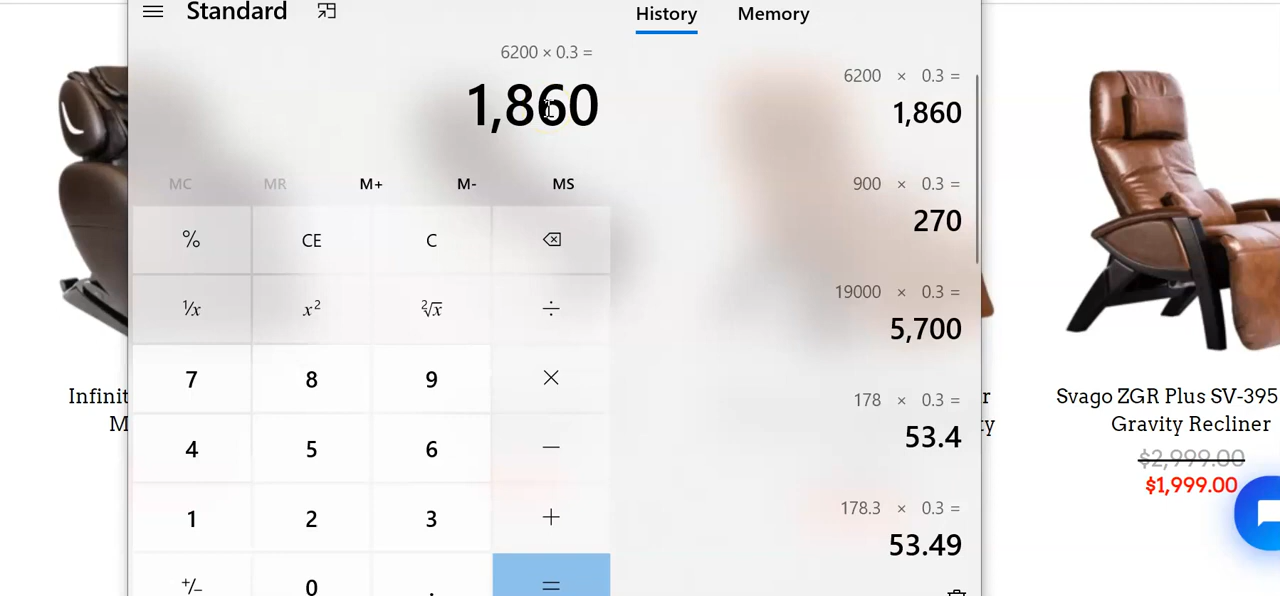 Standard
History Memory
6200 × 0.3 =
1,860
MC MR M+ M- MS
% CE C
¹/x x² ²√x ÷
7 8 9 ×
4 5 6 −
1 2 3 +
+/− 0 . =
6200 × 0.3 =
1,860
900 × 0.3 =
270
19000 × 0.3 =
5,700
178 × 0.3 =
53.4
178.3 × 0.3 =
53.49
Infinit
M
r
ty
Svago ZGR Plus SV-395
Gravity Recliner
$2,999.00
$1,999.00